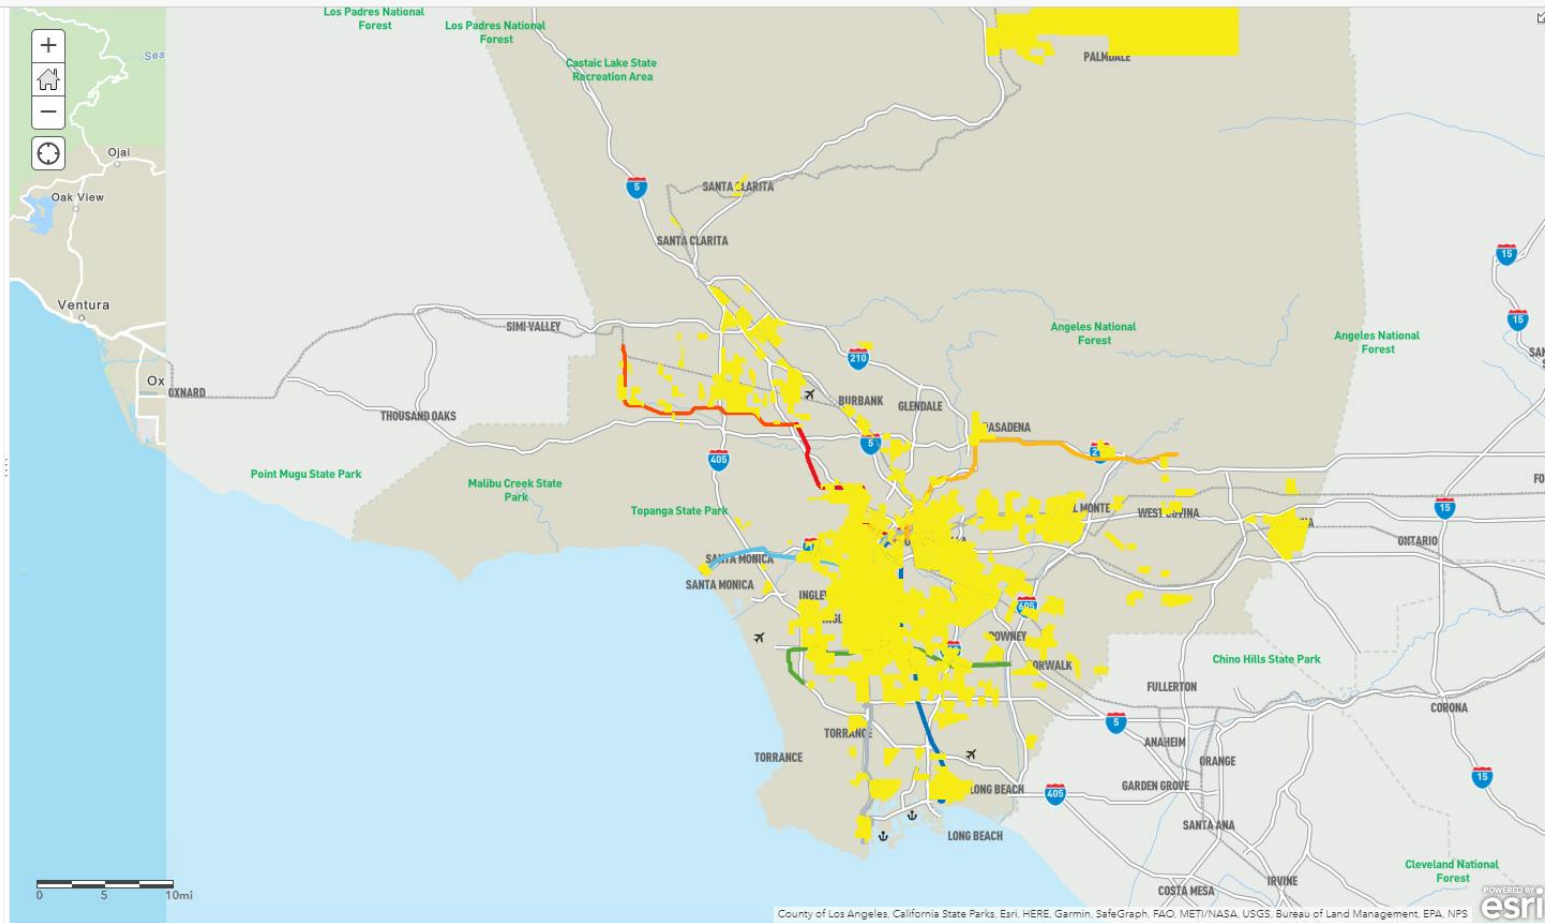 Los Padres National
Forest
Los Padres National
Forest
Castaic Lake State
Recreation Area
PALMDALE
Ojai
Oak View
SANTA CLARITA
5
SANTA CLARITA
15
Ventura
15
SIMI VALLEY
Angeles National
Forest
Angeles National
Forest
210
Ox
OXNARD
THOUSAND OAKS
BURBANK
GLENDALE
PASADENA
5
405
Point Mugu State Park
Malibu Creek State
Park
Topanga State Park
EL MONTE
WEST COVINA
15
ONTARIO
SANTA MONICA
SANTA MONICA
605
DOWNEY
NORWALK
Chino Hills State Park
FULLERTON
CORONA
5
ANAHEIM
ORANGE
TORRANCE
TORRANCE
LONG BEACH
405
GARDEN GROVE
15
SANTA ANA
LONG BEACH
Cleveland National
Forest
IRVINE
COSTA MESA
0 5 10mi
County of Los Angeles, California State Parks, Esri, HERE, Garmin, SafeGraph, FAO, METI/NASA, USGS, Bureau of Land Management, EPA, NPS
POWERED BY
esri